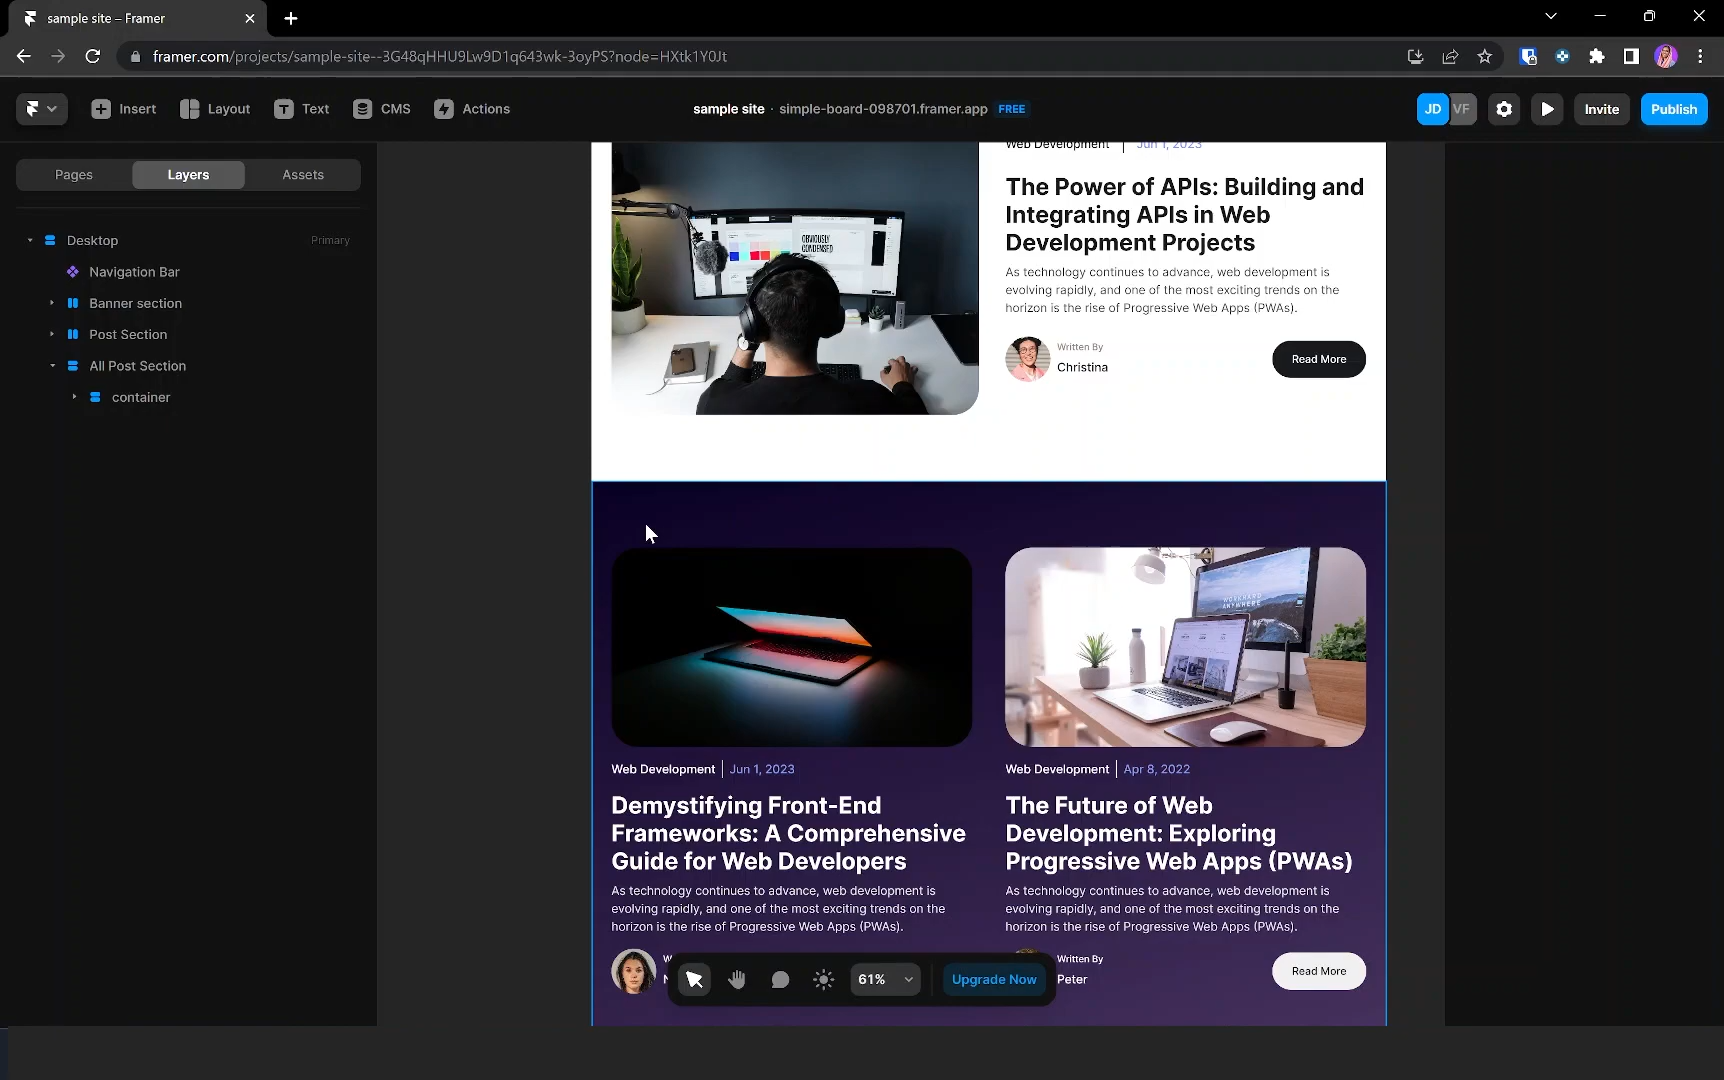 sample site – Framer
framer.com/projects/sample-site--3G48qHHU9Lw9D1q643wk-3oyPS?node=HXtk1Y0Jt
Insert
Layout
Text
CMS
Actions
sample site · simple-board-098701.framer.app FREE
JD
VF
Invite
Publish
Pages
Layers
Assets
Desktop
Primary
Navigation Bar
Banner section
Post Section
All Post Section
container
Web Development
Jun 1, 2023
The Power of APIs: Building and
Integrating APIs in Web
Development Projects
As technology continues to advance, web development is
evolving rapidly, and one of the most exciting trends on the
horizon is the rise of Progressive Web Apps (PWAs).
Written By
Christina
Read More
OBVIOUSLY
CONDENSED
WORKHARD
ANYWHERE
Web Development
Jun 1, 2023
Demystifying Front-End
Frameworks: A Comprehensive
Guide for Web Developers
As technology continues to advance, web development is
evolving rapidly, and one of the most exciting trends on the
horizon is the rise of Progressive Web Apps (PWAs).
Web Development
Apr 8, 2022
The Future of Web
Development: Exploring
Progressive Web Apps (PWAs)
As technology continues to advance, web development is
evolving rapidly, and one of the most exciting trends on the
horizon is the rise of Progressive Web Apps (PWAs).
Written By
Peter
Read More
61%
Upgrade Now